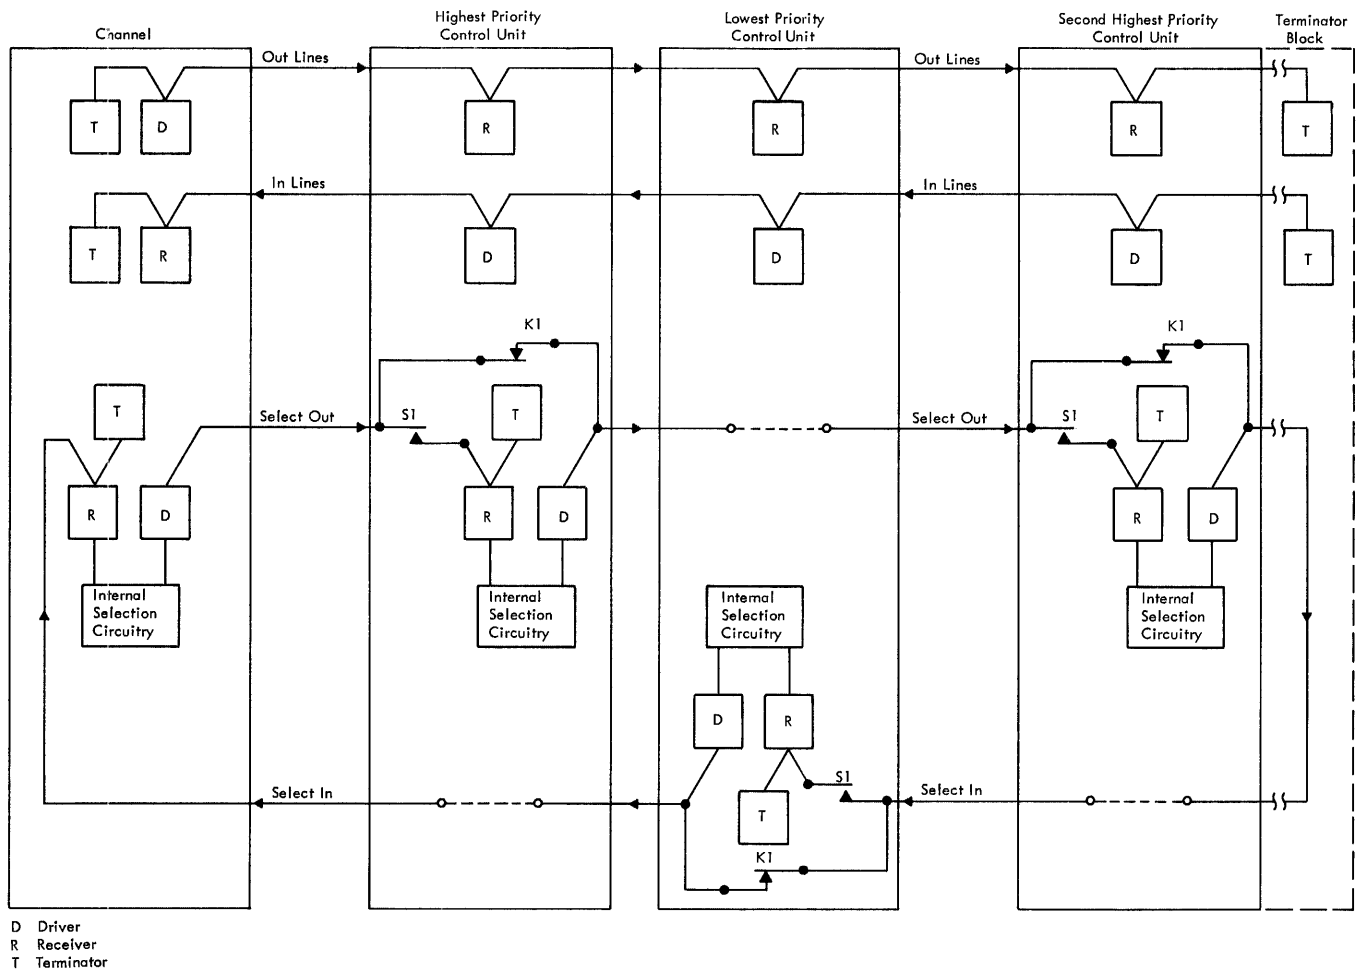 Channel
Highest Priority
Control Unit
Lowest Priority
Control Unit
Second Highest Priority
Control Unit
Terminator
Block
Out Lines
Out Lines
T
D
R
R
R
T
In Lines
In Lines
T
R
D
D
D
T
K1
K1
T
Select Out
S1
T
Select Out
S1
T
R
D
R
D
R
D
Internal
Selection
Circuitry
Internal
Selection
Circuitry
Internal
Selection
Circuitry
Internal
Selection
Circuitry
D
R
Select In
S1
Select In
T
K1
D Driver
R Receiver
T Terminator